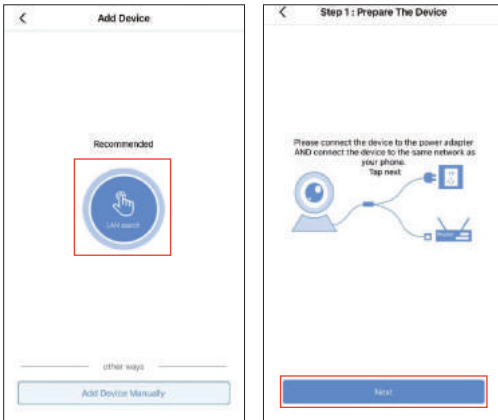 Add Device
Recommended
LAN search
other ways
Add Device Manually
Step 1 : Prepare The Device
Please connect the device to the power adapter
AND connect the device to the same network as
your phone.
Tap next
Next